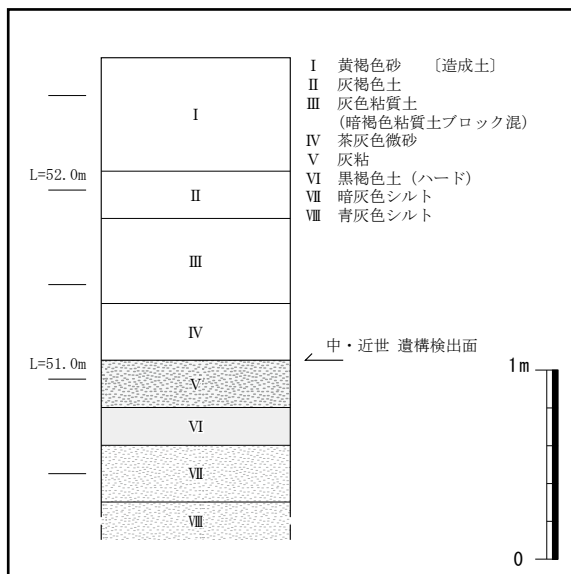 Ⅰ 黄褐色砂 〔造成土〕
Ⅱ 灰褐色土
Ⅲ 灰色粘質土
(暗褐色粘質土ブロック混)
Ⅳ 茶灰色微砂
Ⅴ 灰粘
Ⅵ 黒褐色土 (ハード)
Ⅶ 暗灰色シルト
Ⅷ 青灰色シルト
Ⅰ
L=52.0m
Ⅱ
Ⅲ
Ⅳ
中・近世 遺構検出面
L=51.0m
Ⅴ
Ⅵ
Ⅶ
Ⅷ
1m
0